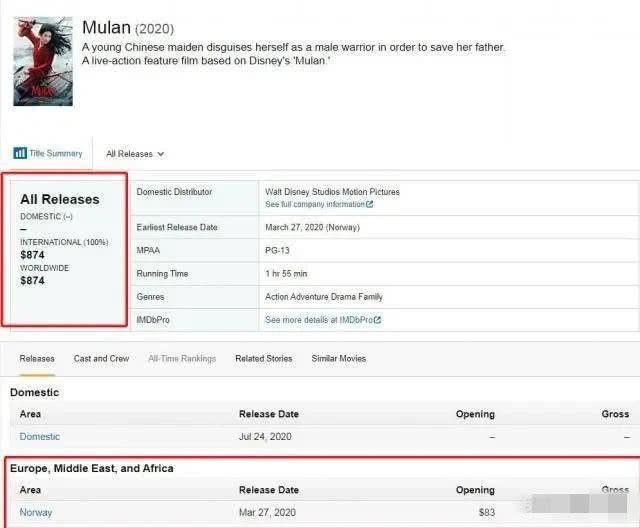 Mulan (2020)
A young Chinese maiden disguises herself as a male warrior in order to save her father.
A live-action feature film based on Disney's 'Mulan.'
MULAN
Title Summary
All Releases
All Releases
DOMESTIC (–)
–
INTERNATIONAL (100%)
$874
WORLDWIDE
$874
Domestic Distributor Walt Disney Studios Motion Pictures
See full company information
Earliest Release Date March 27, 2020 (Norway)
MPAA PG-13
Running Time 1 hr 55 min
Genres Action Adventure Drama Family
IMDbPro See more details at IMDbPro
Releases Cast and Crew All-Time Rankings Related Stories Similar Movies
Domestic
Area Release Date Opening Gross
Domestic Jul 24, 2020 – –
Europe, Middle East, and Africa
Area Release Date Opening Gross
Norway Mar 27, 2020 $83